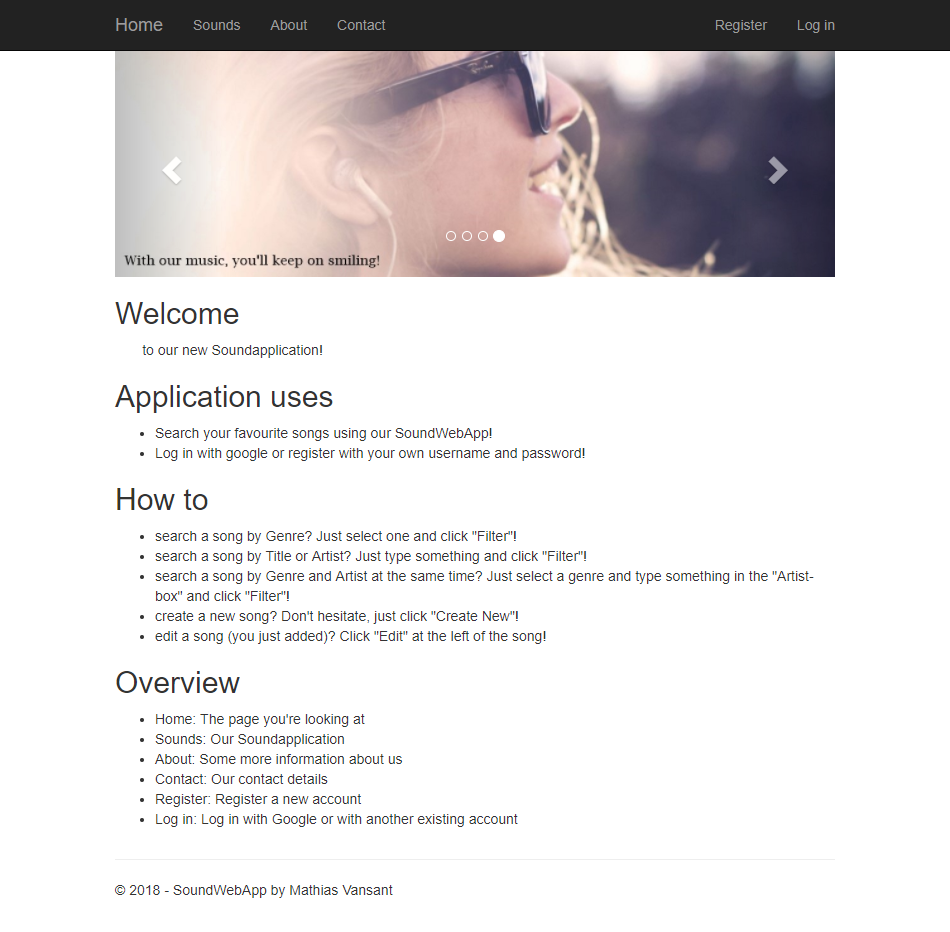 Home Sounds About Contact Register Log in
With our music, you'll keep on smiling!
Welcome
to our new Soundapplication!
Application uses
• Search your favourite songs using our SoundWebApp!
• Log in with google or register with your own username and password!
How to
• search a song by Genre? Just select one and click "Filter"!
• search a song by Title or Artist? Just type something and click "Filter"!
• search a song by Genre and Artist at the same time? Just select a genre and type something in the "Artist-
box" and click "Filter"!
• create a new song? Don't hesitate, just click "Create New"!
• edit a song (you just added)? Click "Edit" at the left of the song!
Overview
• Home: The page you're looking at
• Sounds: Our Soundapplication
• About: Some more information about us
• Contact: Our contact details
• Register: Register a new account
• Log in: Log in with Google or with another existing account
© 2018 - SoundWebApp by Mathias Vansant